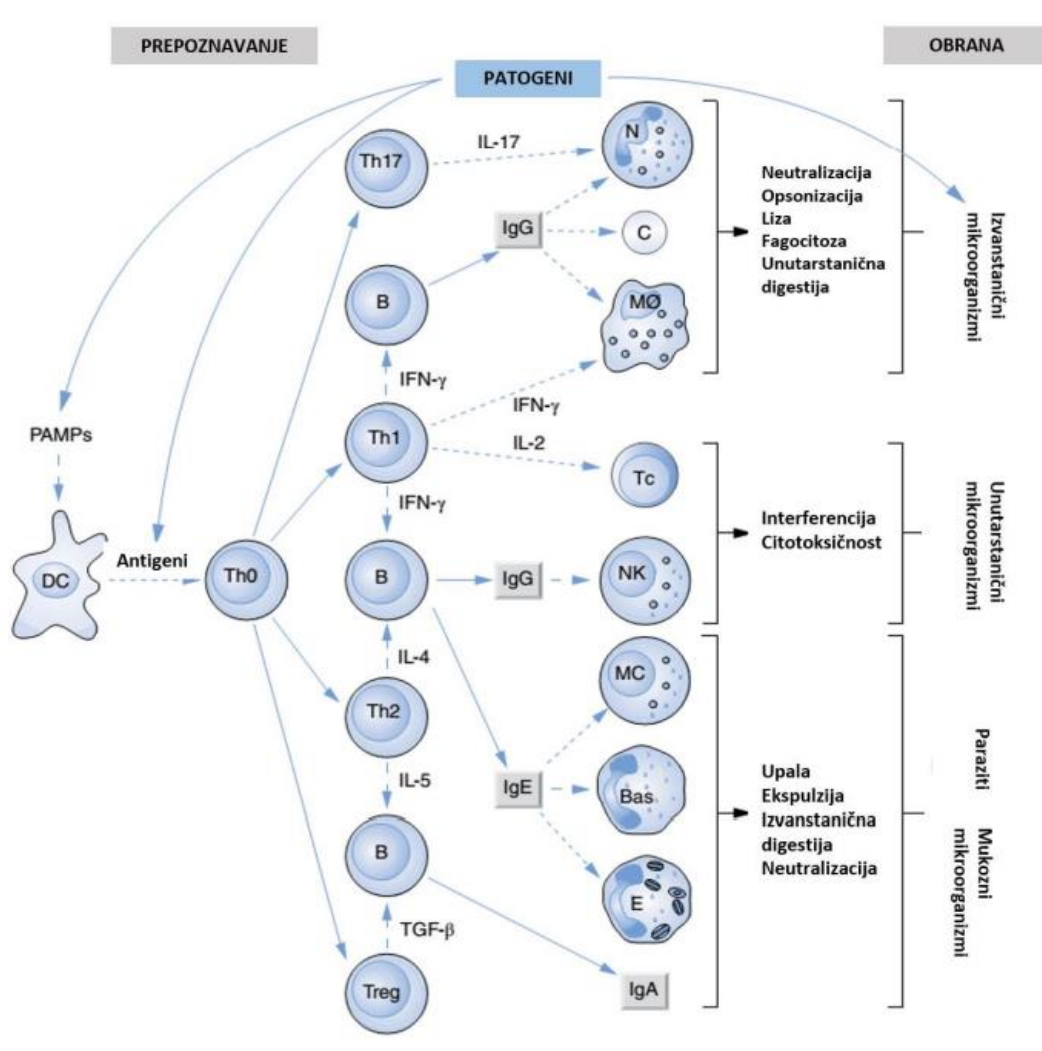 PREPOZNAVANJE
OBRANA
PATOGENI
Th17
IL-17
N
Neutralizacija
Opsonizacija
Liza
Fagocitoza
Unutarstanična
digestija
Izvanstanični
mikroorganizmi
IgG
C
B
MØ
IFN-γ
IFN-γ
PAMPs
Th1
IL-2
Tc
IFN-γ
Interferencija
Citotoksičnost
Unutarstanični
mikroorganizmi
DC
Antigeni
Th0
B
IgG
NK
IL-4
MC
Th2
IL-5
IgE
Bas
Upala
Ekspulzija
Izvanstanična
digestija
Neutralizacija
Paraziti
Mukozni
mikroorganizmi
B
E
TGF-β
Treg
IgA